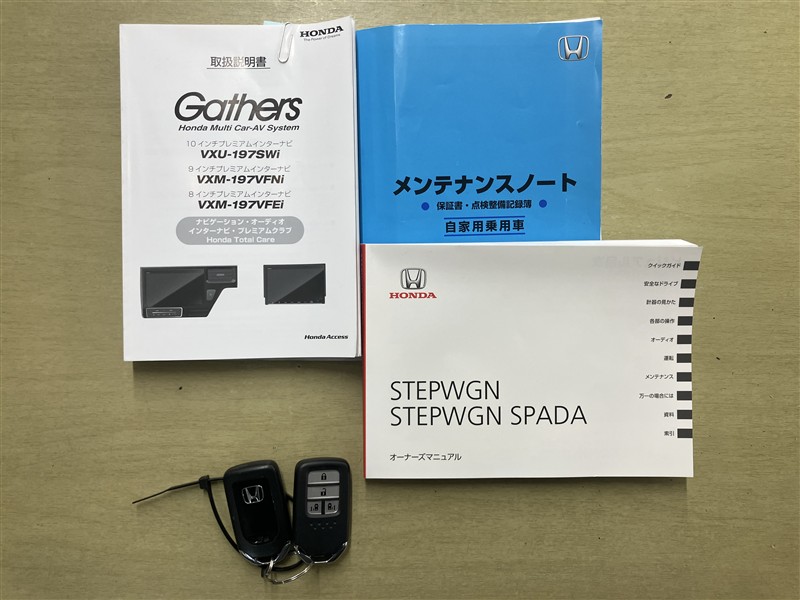 HONDA
The Power of Dreams
取扱説明書
Gathers
Honda Multi Car-AV System
10インチプレミアムインターナビ
VXU-197SWi
9インチプレミアムインターナビ
VXM-197VFNi
8インチプレミアムインターナビ
VXM-197VFEi
ナビゲーション・オーディオ
インターナビ・プレミアムクラブ
Honda Total Care
Honda Access
メンテナンスノート
保証書・点検整備記録簿
自家用乗用車
HONDA
STEPWGN
STEPWGN SPADA
オーナーズマニュアル
クイックガイド
安全なドライブ
計器の見かた
各部の操作
オーディオ
運転
メンテナンス
万一の場合には
資料
索引